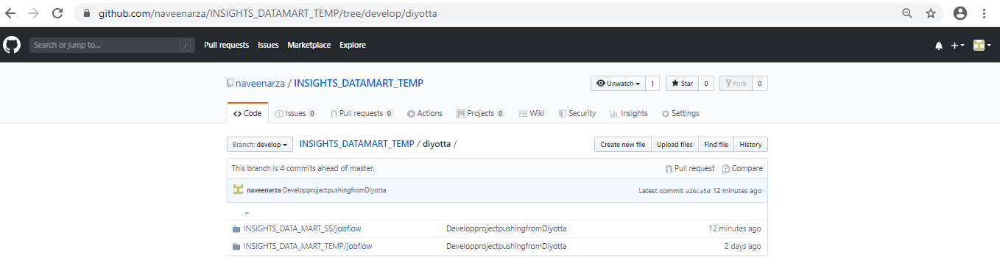 github.com/naveenarza/INSIGHTS_DATAMART_TEMP/tree/develop/diyotta
Search or jump to... / Pull requests Issues Marketplace Explore
naveenarza / INSIGHTS_DATAMART_TEMP Unwatch 1 Star 0 Fork 0
Code Issues 0 Pull requests 0 Actions Projects 0 Wiki Security Insights Settings
Branch: develop INSIGHTS_DATAMART_TEMP / diyotta / Create new file Upload files Find file History
This branch is 4 commits ahead of master. Pull request Compare
naveenarza DevelopprojectpushingfromDiyotta Latest commit a26ca5d 12 minutes ago
..
INSIGHTS_DATA_MART_SS/jobflow DevelopprojectpushingfromDiyotta 12 minutes ago
INSIGHTS_DATA_MART_TEMP/jobflow DevelopprojectpushingfromDiyotta 2 days ago